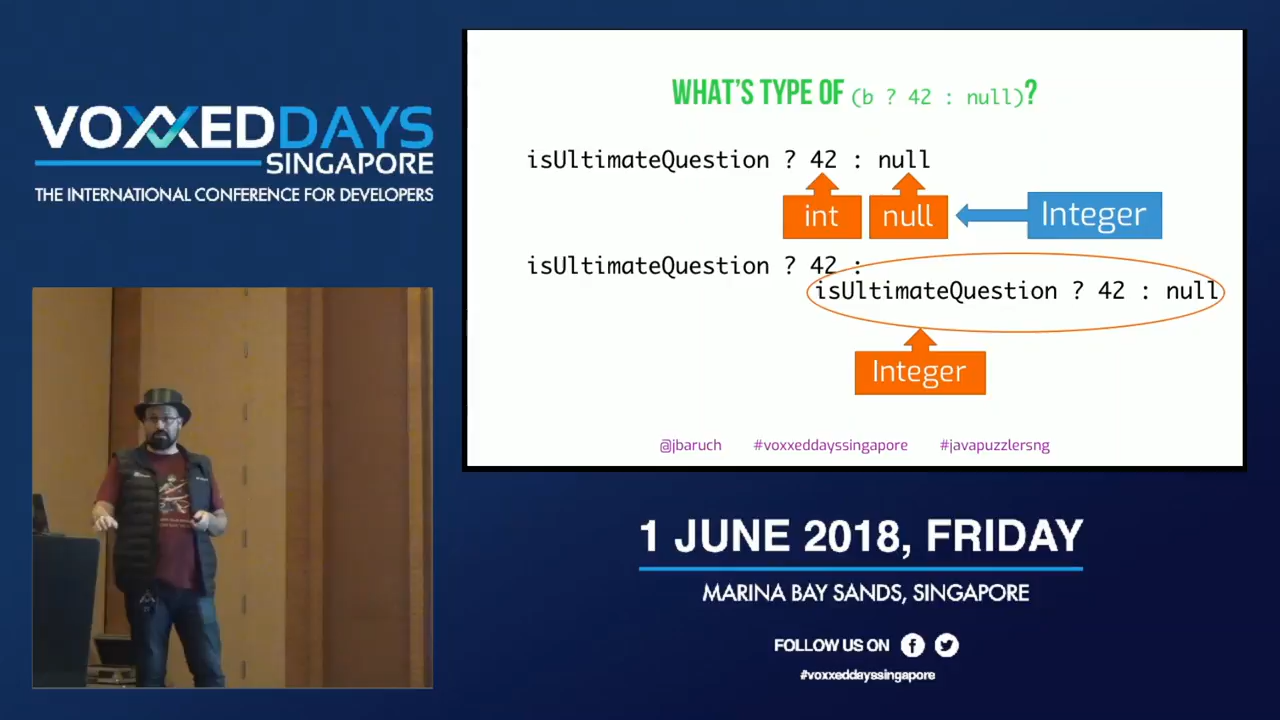 VOXXEDDAYS
SINGAPORE
THE INTERNATIONAL CONFERENCE FOR DEVELOPERS
WHAT'S TYPE OF (b ? 42 : null)?
isUltimateQuestion ? 42 : null
int null Integer
isUltimateQuestion ? 42 :
isUltimateQuestion ? 42 : null
Integer
@jbaruch #voxxeddayssingapore #javapuzzlersng
1 JUNE 2018, FRIDAY
MARINA BAY SANDS, SINGAPORE
FOLLOW US ON
#voxxeddayssingapore